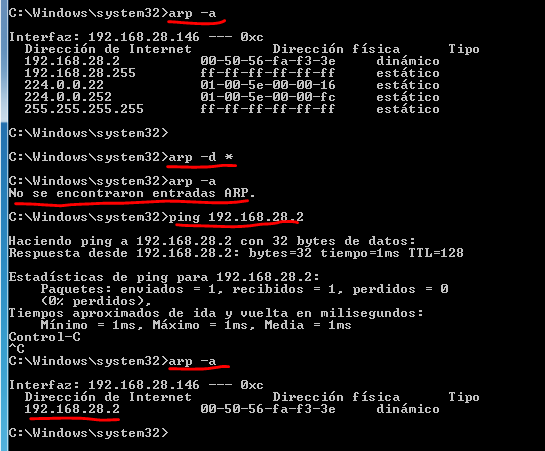 C:\Windows\system32>arp -a
Interfaz: 192.168.28.146 --- 0xc
Dirección de Internet Dirección física Tipo
192.168.28.2 00-50-56-fa-f3-3e dinámico
192.168.28.255 ff-ff-ff-ff-ff-ff estático
224.0.0.22 01-00-5e-00-00-16 estático
224.0.0.252 01-00-5e-00-00-fc estático
255.255.255.255 ff-ff-ff-ff-ff-ff estático
C:\Windows\system32>
C:\Windows\system32>arp -d *
C:\Windows\system32>arp -a
No se encontraron entradas ARP.
C:\Windows\system32>ping 192.168.28.2
Haciendo ping a 192.168.28.2 con 32 bytes de datos:
Respuesta desde 192.168.28.2: bytes=32 tiempo=1ms TTL=128
Estadísticas de ping para 192.168.28.2:
Paquetes: enviados = 1, recibidos = 1, perdidos = 0
(0% perdidos),
Tiempos aproximados de ida y vuelta en milisegundos:
Mínimo = 1ms, Máximo = 1ms, Media = 1ms
Control-C
^C
C:\Windows\system32>arp -a
Interfaz: 192.168.28.146 --- 0xc
Dirección de Internet Dirección física Tipo
192.168.28.2 00-50-56-fa-f3-3e dinámico
C:\Windows\system32>